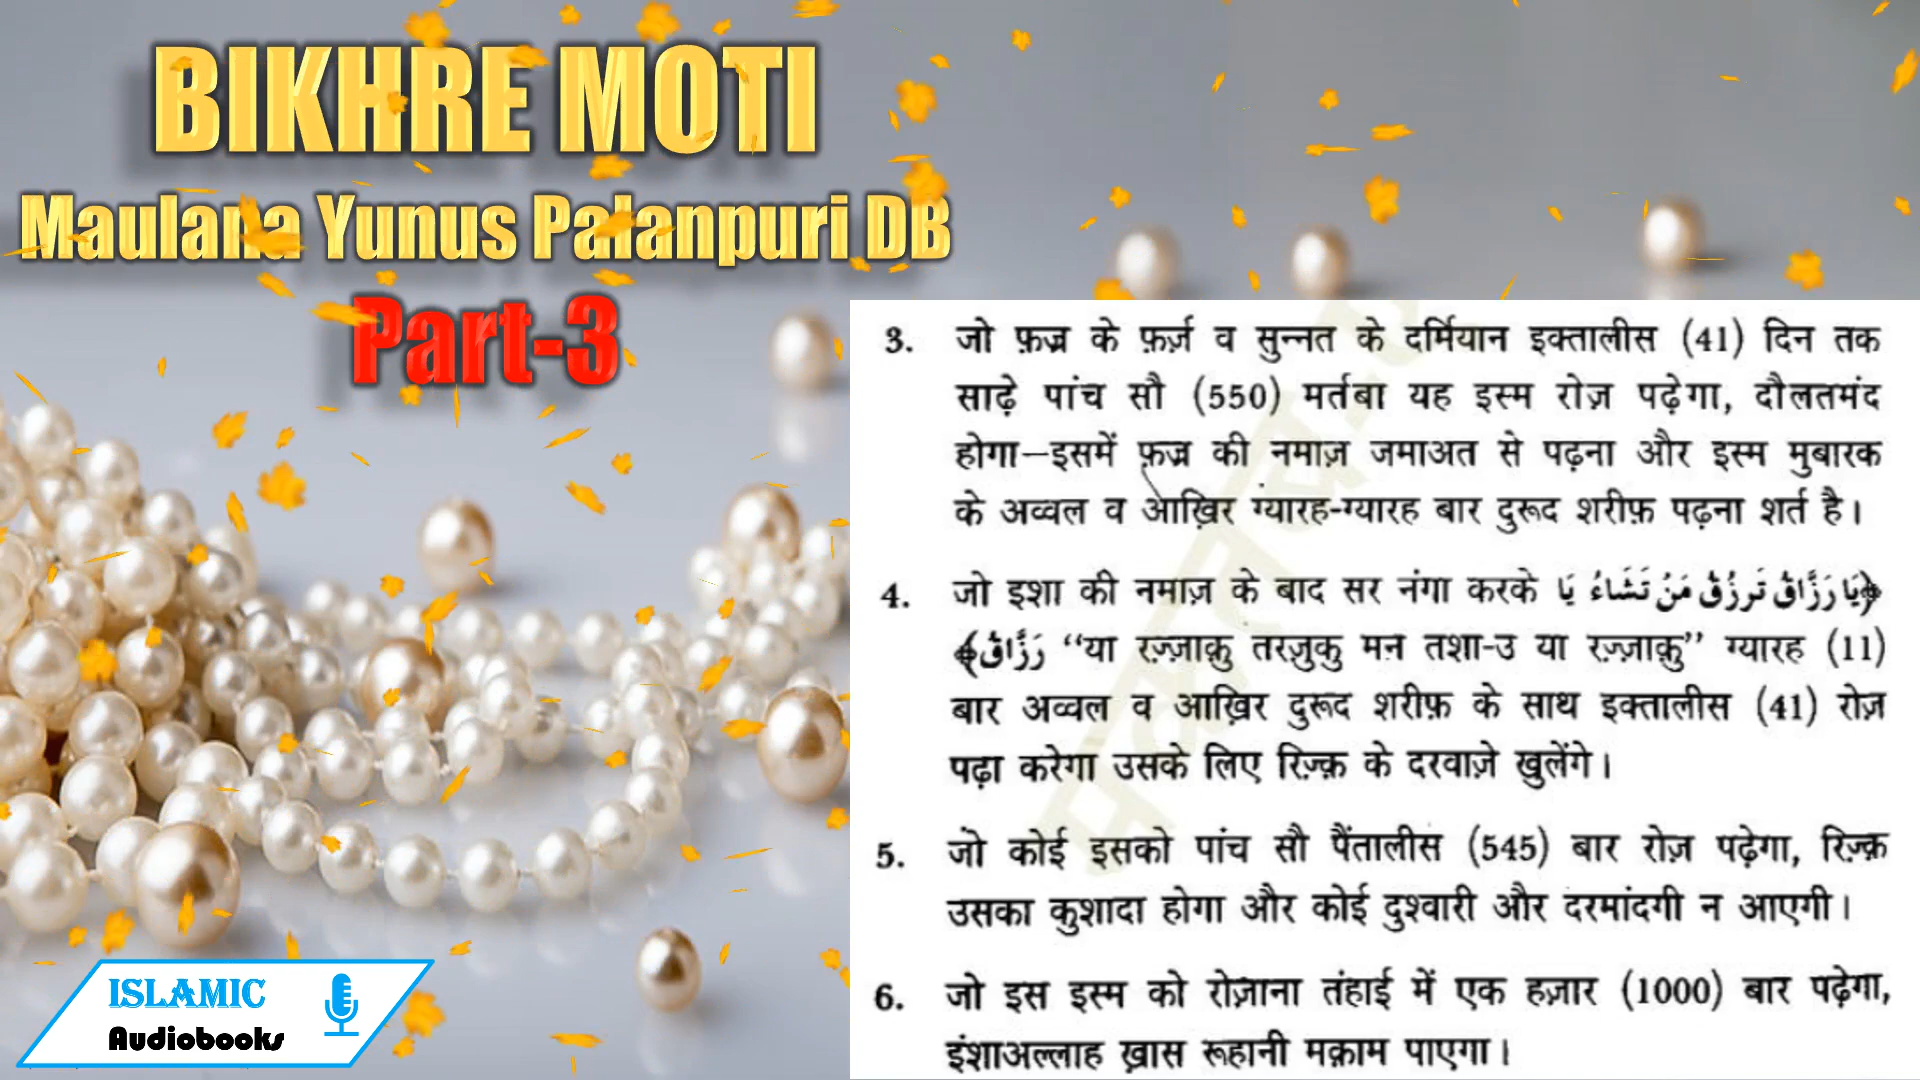 BIKHRE MOTI
Maulana Yunus Palanpuri DB
Part-3
3. जो फ़ज्र के फ़र्ज़ व सुन्नत के दर्मियान इक्तालीस (41) दिन तक
साढ़े पांच सौ (550) मर्तबा यह इस्म रोज़ पढ़ेगा, दौलतमंद
होगा—इसमें फ़ज्र की नमाज़ जमाअत से पढ़ना और इस्म मुबारक
के अव्वल व आख़िर ग्यारह-ग्यारह बार दुरूद शरीफ़ पढ़ना शर्त है।
4. जो इशा की नमाज़ के बाद सर नंगा करके ﴿يَا رَزَّاقُ تَرزُقُ مَنْ تَشَاءُ يَا
رَزَّاقُ﴾ “या रज़्ज़ाक़ु तरज़ुकु मन तशा-उ या रज़्ज़ाक़ु” ग्यारह (11)
बार अव्वल व आख़िर दुरूद शरीफ़ के साथ इक्तालीस (41) रोज़
पढ़ा करेगा उसके लिए रिज़्क़ के दरवाज़े खुलेंगे।
5. जो कोई इसको पांच सौ पैंतालीस (545) बार रोज़ पढ़ेगा, रिज़्क़
उसका कुशादा होगा और कोई दुश्वारी और दरमांदगी न आएगी।
6. जो इस इस्म को रोज़ाना तंहाई में एक हज़ार (1000) बार पढ़ेगा,
इंशाअल्लाह ख़ास रूहानी मक़ाम पाएगा।
ISLAMIC
Audiobooks